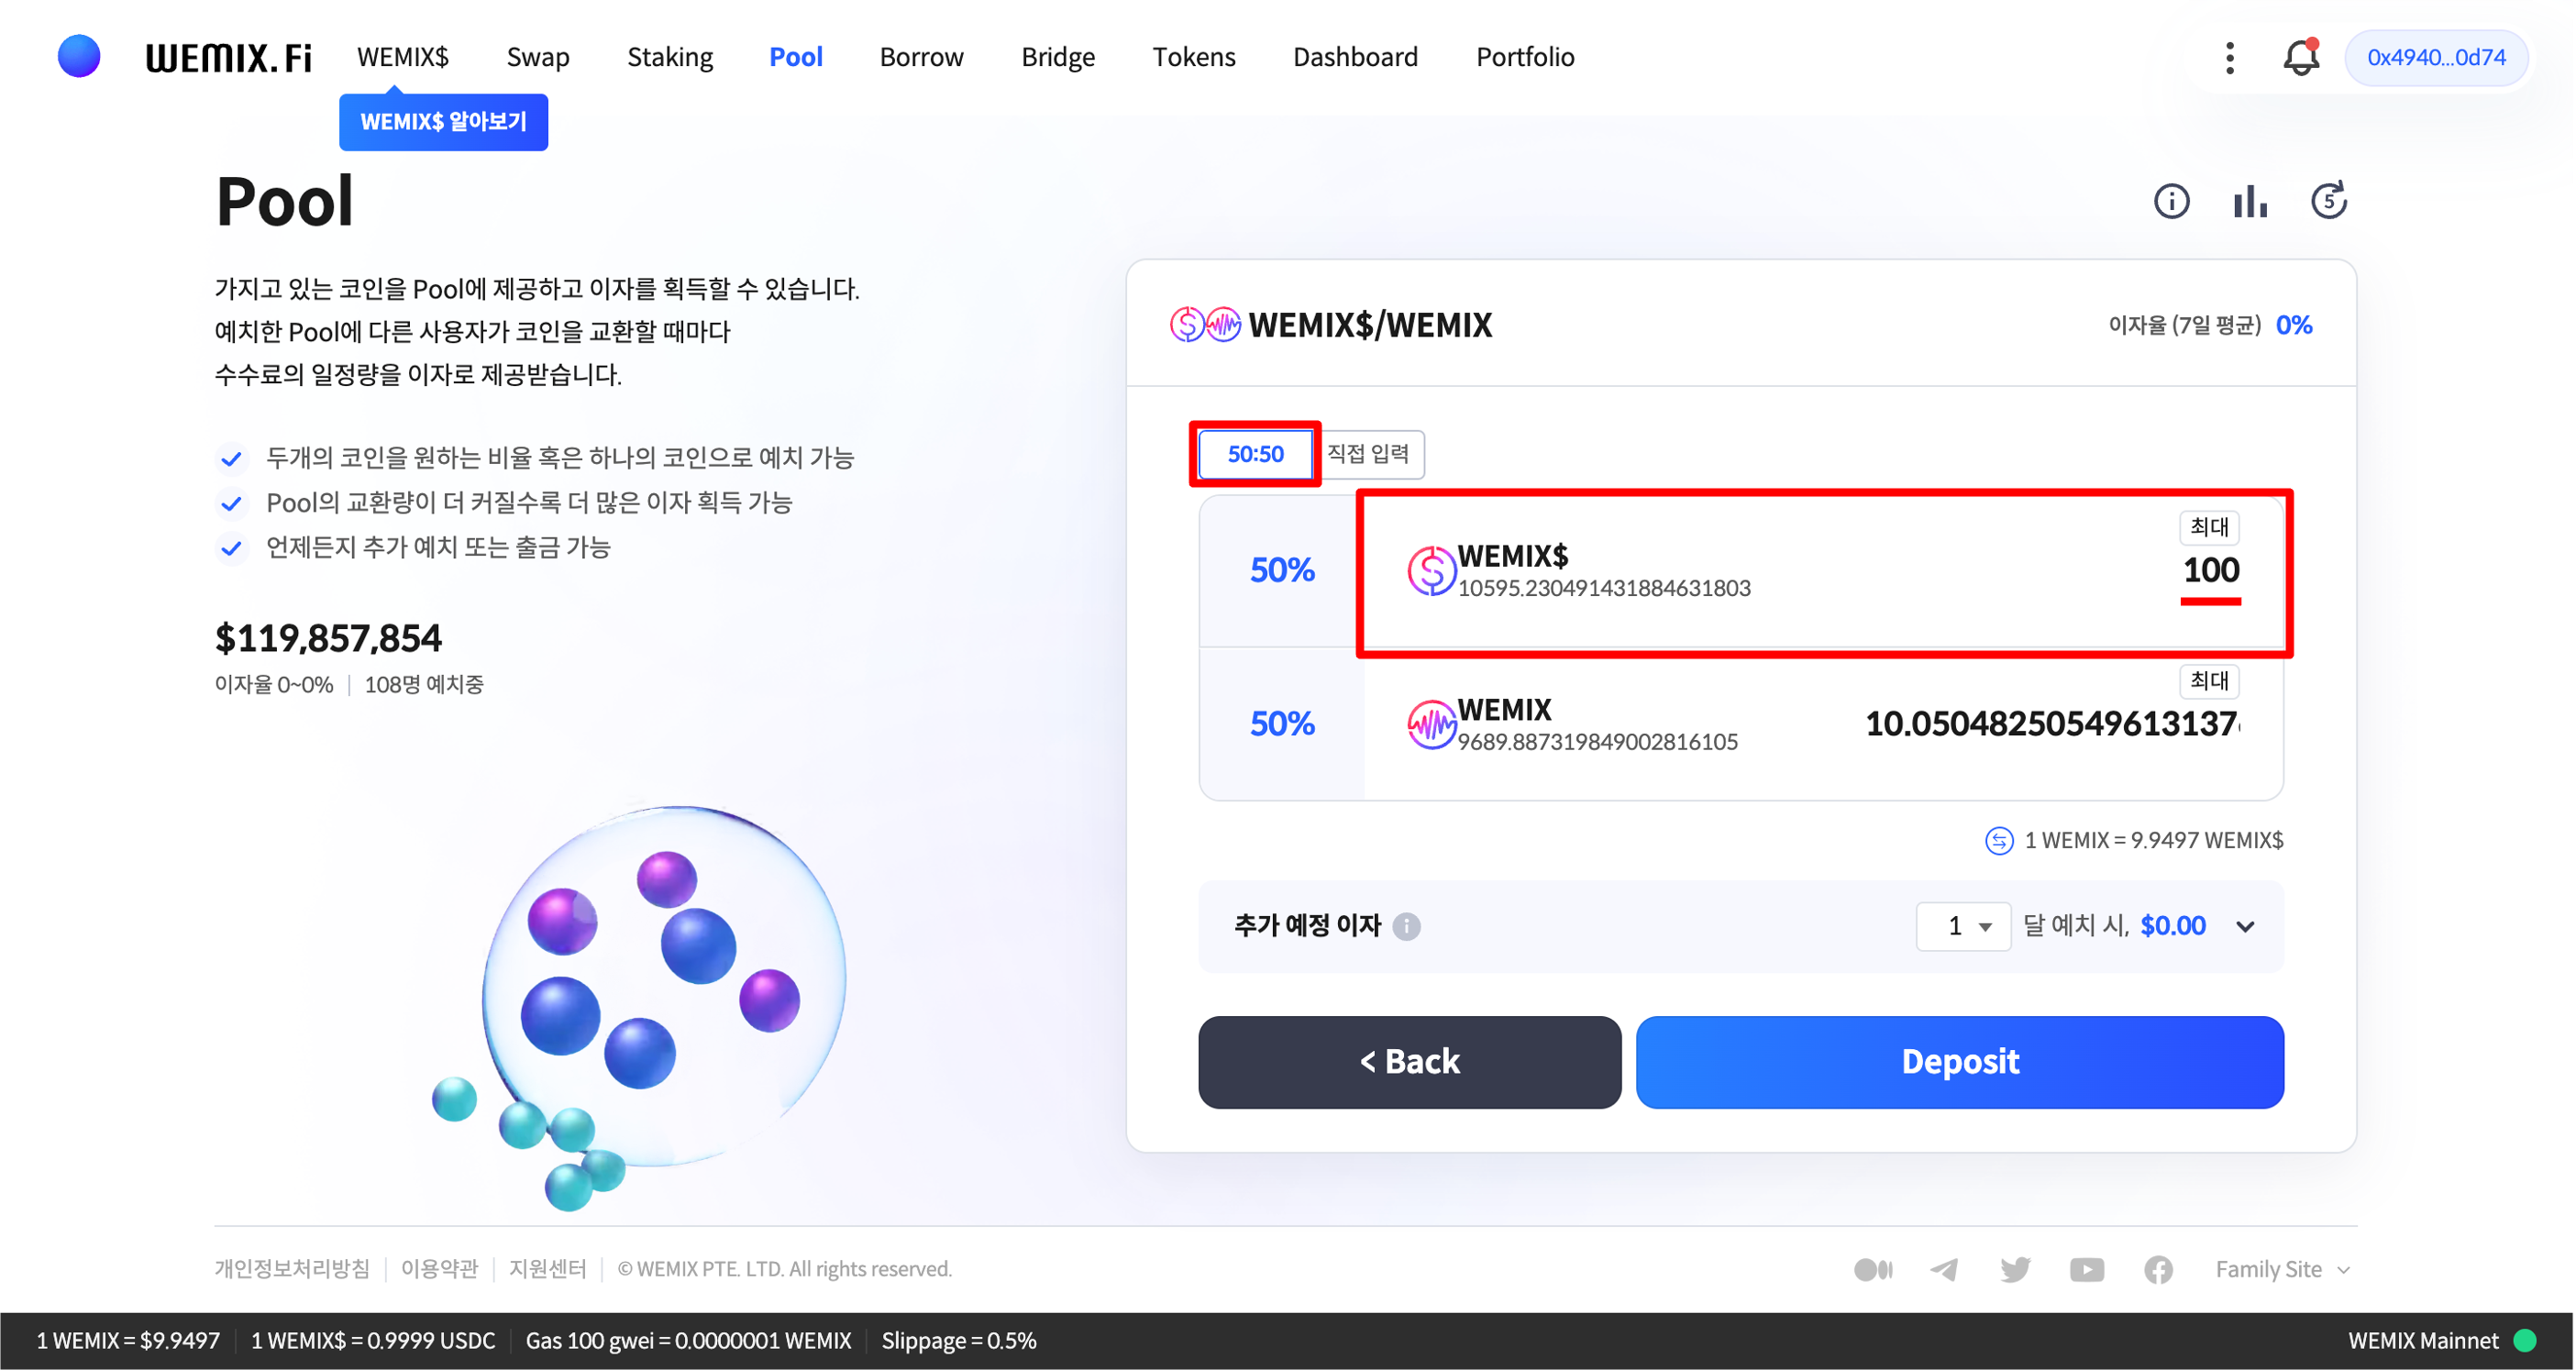 WEMIX.Fi WEMIX$ Swap Staking Pool Borrow Bridge Tokens Dashboard Portfolio 0x4940...0d74
WEMIX$ 알아보기
Pool
5
가지고 있는 코인을 Pool에 제공하고 이자를 획득할 수 있습니다.
예치한 Pool에 다른 사용자가 코인을 교환할 때마다
수수료의 일정량을 이자로 제공받습니다.
두개의 코인을 원하는 비율 혹은 하나의 코인으로 예치 가능
Pool의 교환량이 더 커질수록 더 많은 이자 획득 가능
언제든지 추가 예치 또는 출금 가능
$119,857,854
이자율 0~0% 108명 예치중
WEMIX$/WEMIX 이자율 (7일 평균) 0%
50:50 직접 입력
최대
50% WEMIX$ 100
10595.230491431884631803
최대
50% WEMIX 10.0504825054961313
9689.887319849002816105
1 WEMIX = 9.9497 WEMIX$
추가 예정 이자 1 달 예치 시, $0.00
< Back Deposit
개인정보처리방침 이용약관 지원센터 © WEMIX PTE. LTD. All rights reserved. Family Site
1 WEMIX = $9.9497 1 WEMIX$ = 0.9999 USDC Gas 100 gwei = 0.0000001 WEMIX Slippage = 0.5% WEMIX Mainnet